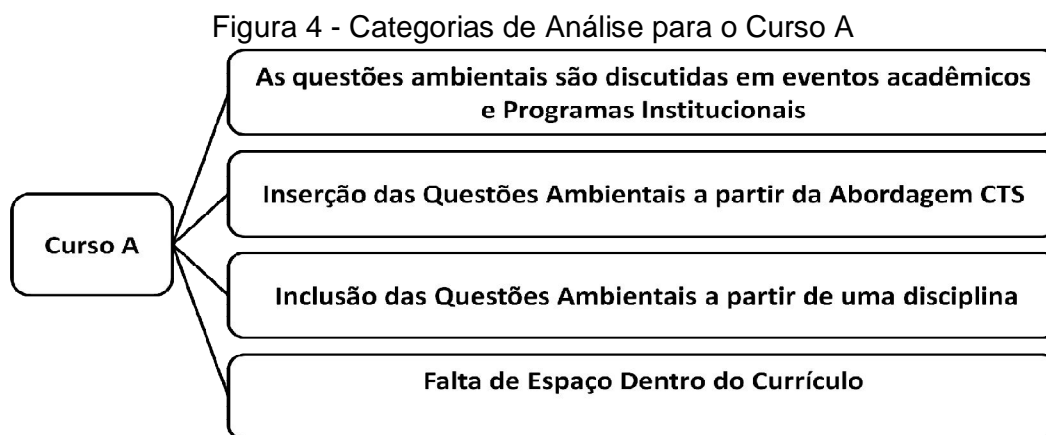 Figura 4 - Categorias de Análise para o Curso A
As questões ambientais são discutidas em eventos acadêmicos
e Programas Institucionais
Inserção das Questões Ambientais a partir da Abordagem CTS
Curso A
Inclusão das Questões Ambientais a partir de uma disciplina
Falta de Espaço Dentro do Currículo